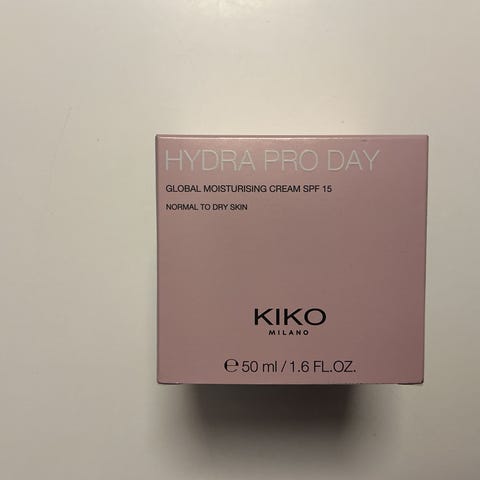 HYDRA PRO DAY
GLOBAL MOISTURISING CREAM SPF 15
NORMAL TO DRY SKIN
KIKO
MILANO
℮ 50 ml / 1.6 FL.OZ.